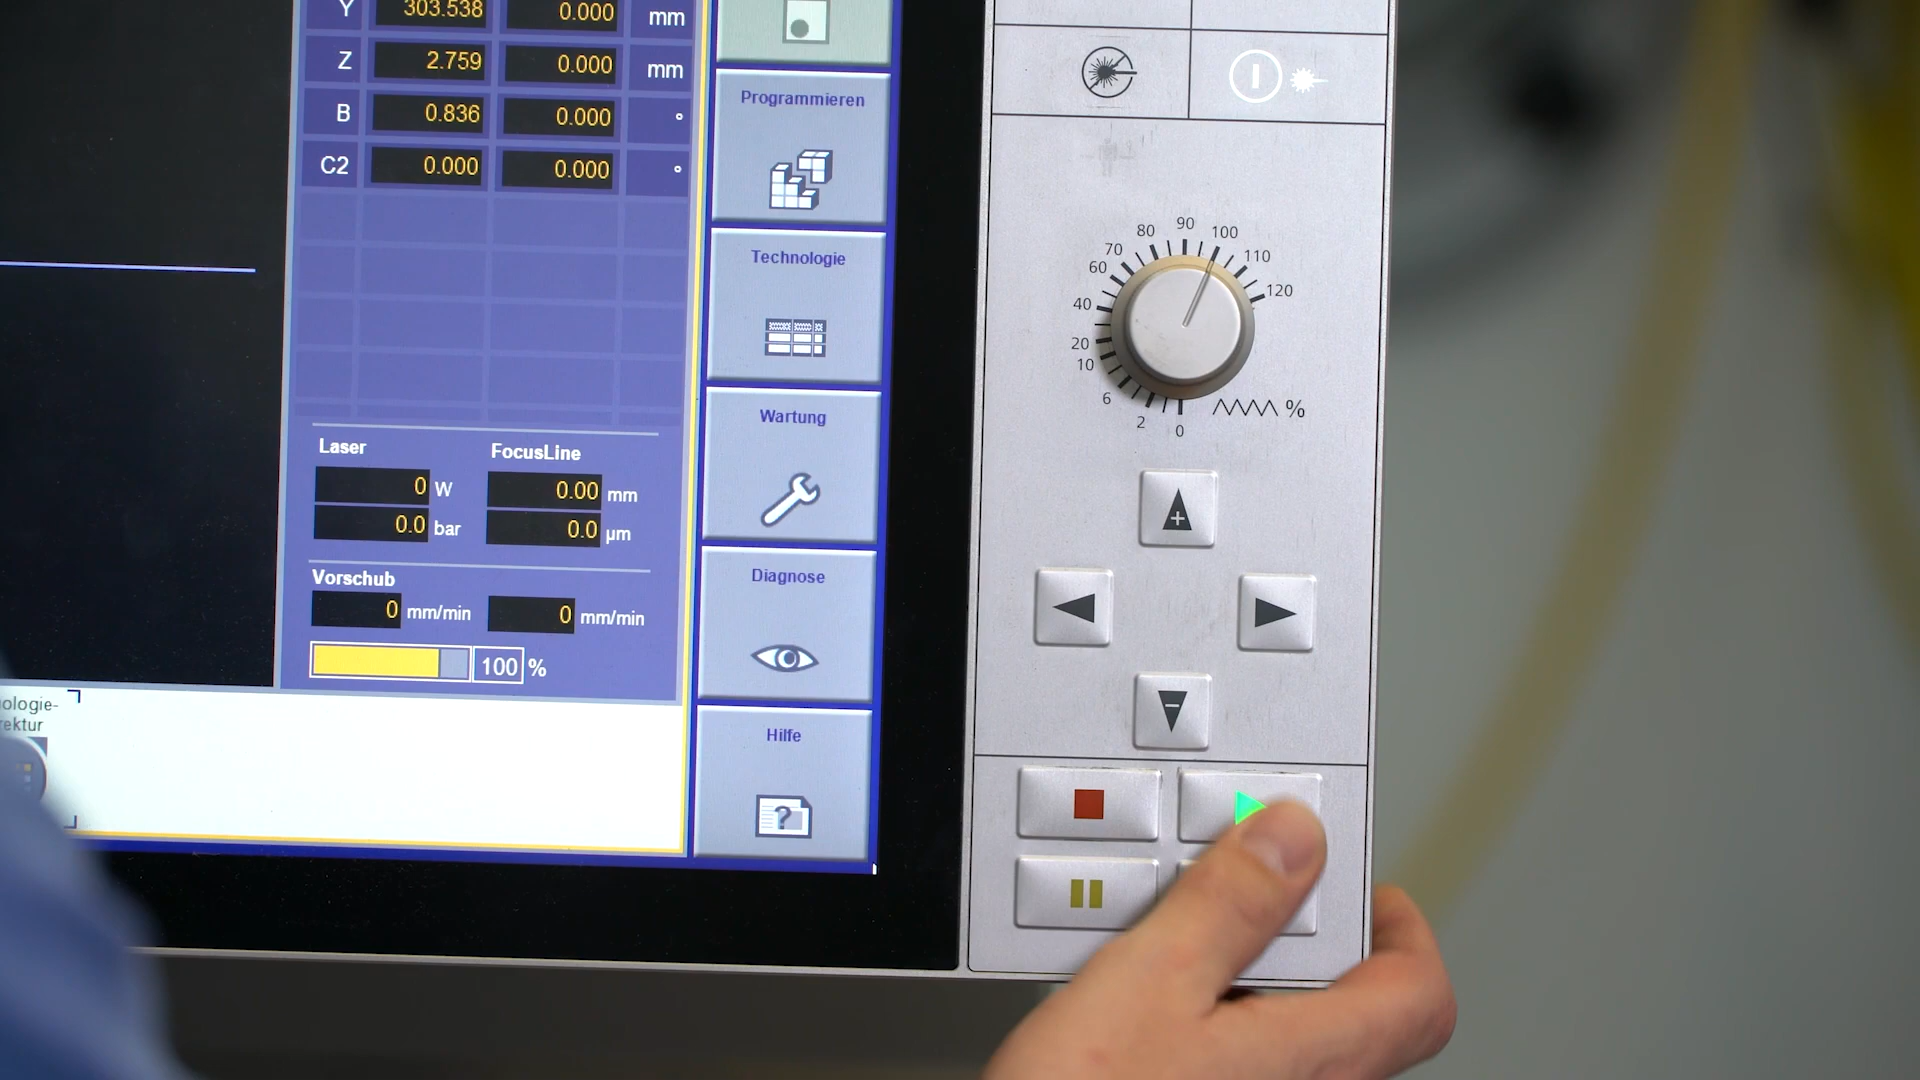 Y 303.538 0.000 mm
Z 2.759 0.000 mm
B 0.836 0.000 °
C2 0.000 0.000 °
Laser FocusLine
0 W 0.00 mm
0.0 bar 0.0 µm
Vorschub
0 mm/min 0 mm/min
100 %
ologie-
rektur
Programmieren
Technologie
Wartung
Diagnose
Hilfe
?
0 2 6 10 20 40 60 70 80 90 100 110 120
%
+
−